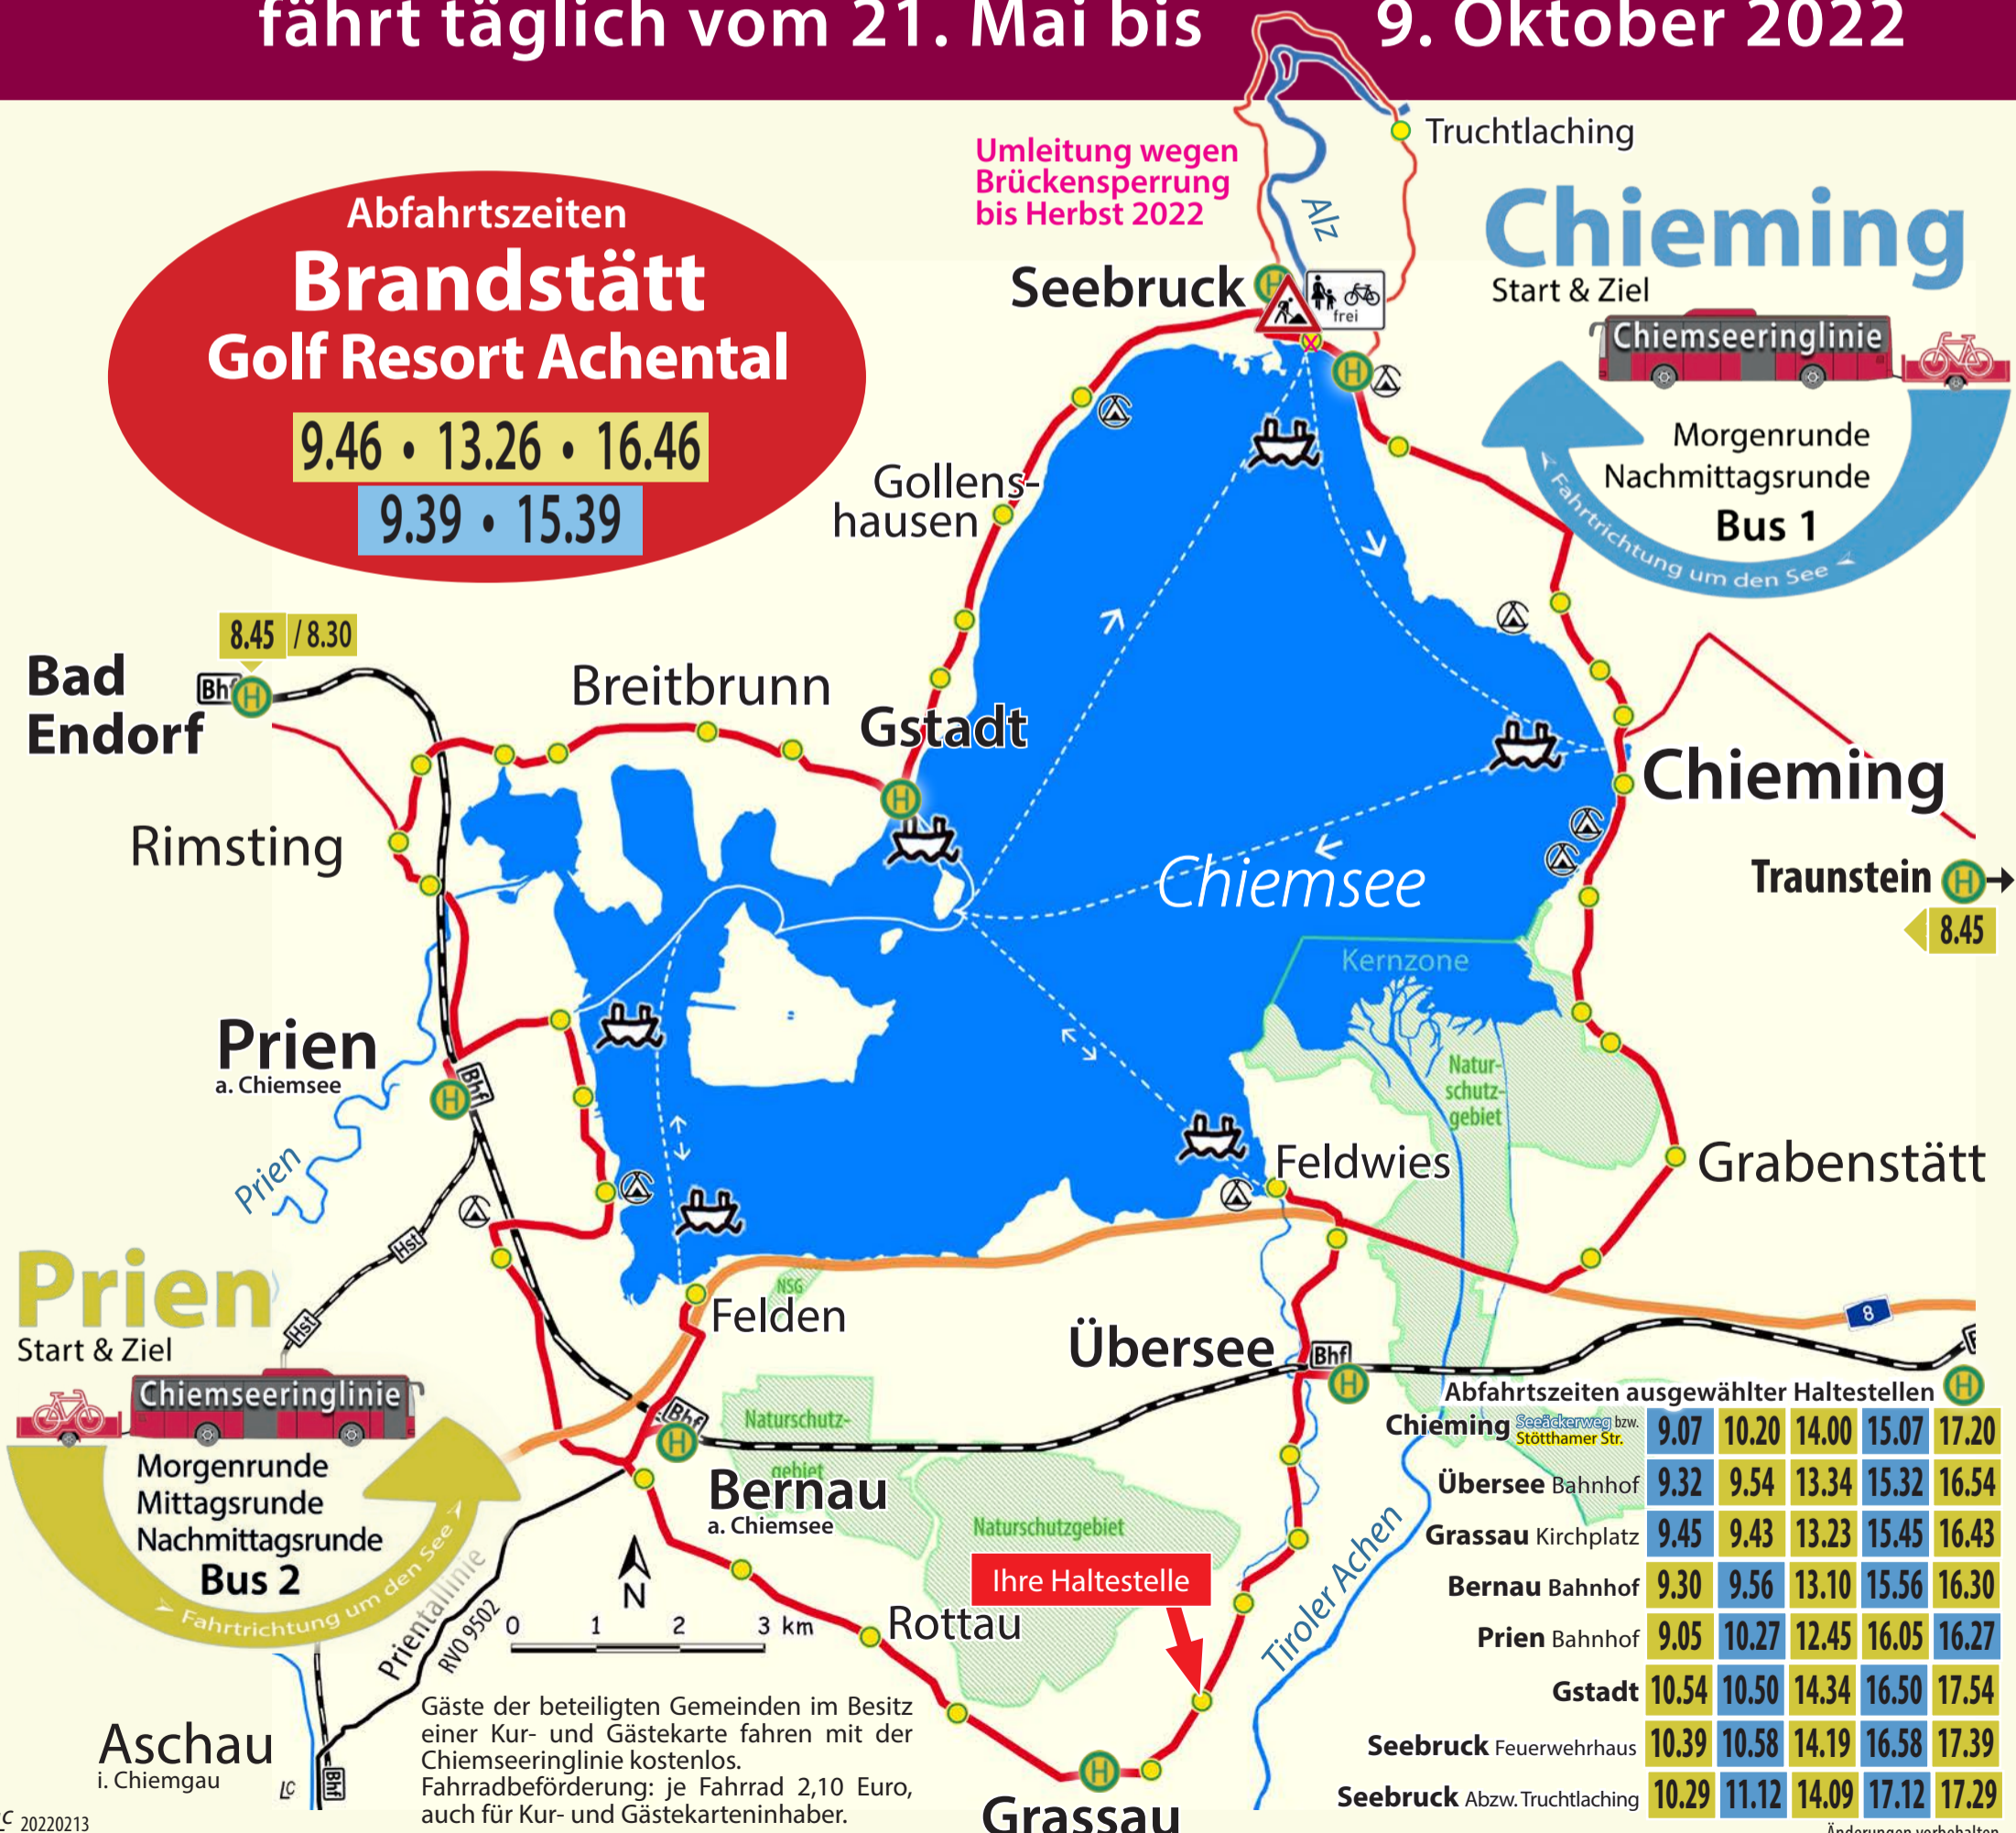 fährt täglich vom 21. Mai bis 9. Oktober 2022
Truchtlaching
Umleitung wegen
Brückensperrung
bis Herbst 2022
Alz
Chieming
Start & Ziel
Chiemseeringlinie
Morgenrunde
Nachmittagsrunde
Bus 1
Fahrtrichtung um den See
Abfahrtszeiten
Brandstätt
Golf Resort Achental
9.46 • 13.26 • 16.46
9.39 • 15.39
Seebruck H
frei
H
Gollens-
hausen
8.45 / 8.30
Bad
Endorf
Bhf H
Breitbrunn
Gstadt
H
Rimsting
Chieming
Chiemsee
Traunstein H
8.45
Kernzone
Natur-
schutz-
gebiet
Prien
a. Chiemsee
Bhf
H
Prien
Hst
Hst
Feldwies
Grabenstätt
Prien
Start & Ziel
Chiemseeringlinie
Morgenrunde
Mittagsrunde
Nachmittagsrunde
Bus 2
Fahrtrichtung um den See
NSG
Felden
8
Übersee
Bhf
H
Bhf
H
Naturschutz-
gebiet
Bernau
a. Chiemsee
Naturschutzgebiet
Ihre Haltestelle
N
0 1 2 3 km
Rottau
Prientallinie
RVO 9502
Tiroler Achen
Aschau
i. Chiemgau
LC
Bhf
Gäste der beteiligten Gemeinden im Besitz
einer Kur- und Gästekarte fahren mit der
Chiemseeringlinie kostenlos.
Fahrradbeförderung: je Fahrrad 2,10 Euro,
auch für Kur- und Gästekarteninhaber.
H
Grassau
Abfahrtszeiten ausgewählter Haltestellen H
Chieming Seeäckerweg bzw. Stötthamer Str. 9.07 10.20 14.00 15.07 17.20
Übersee Bahnhof 9.32 9.54 13.34 15.32 16.54
Grassau Kirchplatz 9.45 9.43 13.23 15.45 16.43
Bernau Bahnhof 9.30 9.56 13.10 15.56 16.30
Prien Bahnhof 9.05 10.27 12.45 16.05 16.27
Gstadt 10.54 10.50 14.34 16.50 17.54
Seebruck Feuerwehrhaus 10.39 10.58 14.19 16.58 17.39
Seebruck Abzw. Truchtlaching 10.29 11.12 14.09 17.12 17.29
20220213
Änderungen vorbehalten